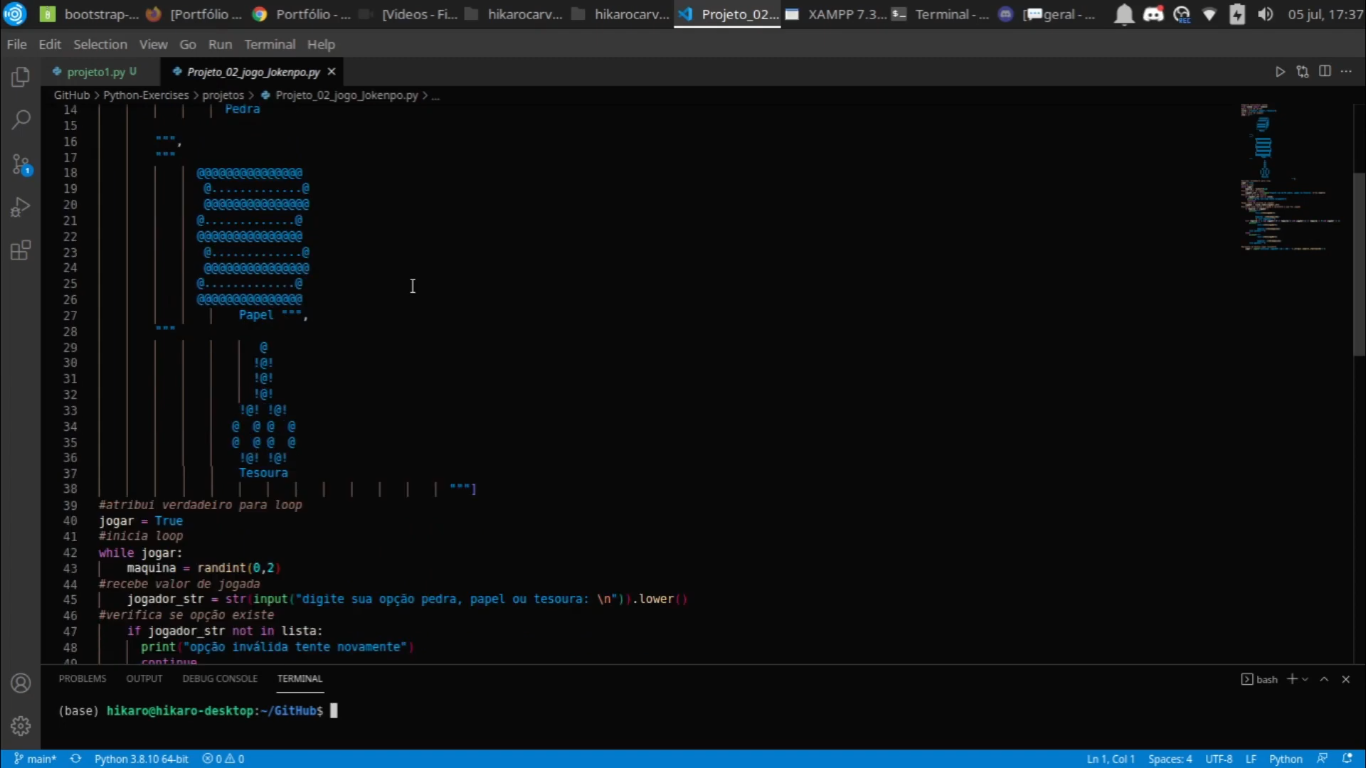 bootstrap-...
[Portfólio ...
Portfólio - ...
[Videos - Fi...
hikarocarv...
hikarocarv...
Projeto_02...
XAMPP 7.3...
Terminal - ...
geral - ...
05 jul, 17:37
File Edit Selection View Go Run Terminal Help
projeto1.py U
Projeto_02_jogo_Jokenpo.py
GitHub > Python-Exercises > projetos > Projeto_02_jogo_Jokenpo.py > ...
14 Pedra
15
16 """,
17 """
18 @@@@@@@@@@@@@@@
19 @.............@
20 @@@@@@@@@@@@@@@
21 @.............@
22 @@@@@@@@@@@@@@@
23 @.............@
24 @@@@@@@@@@@@@@@
25 @.............@
26 @@@@@@@@@@@@@@@
27 Papel """,
28 """
29 @
30 !@!
31 !@!
32 !@!
33 !@! !@!
34 @  @ @  @
35 @  @ @  @
36 !@! !@!
37 Tesoura
38 """]
39 #atribui verdadeiro para loop
40 jogar = True
41 #inicia loop
42 while jogar:
43 maquina = randint(0,2)
44 #recebe valor de jogada
45 jogador_str = str(input("digite sua opção pedra, papel ou tesoura: \n")).lower()
46 #verifica se opção existe
47 if jogador_str not in lista:
48 print("opção inválida tente novamente")
49 continue
PROBLEMS OUTPUT DEBUG CONSOLE TERMINAL
bash
(base) hikaro@hikaro-desktop:~/GitHub$
main* Python 3.8.10 64-bit 0 0 Ln 1, Col 1 Spaces: 4 UTF-8 LF Python